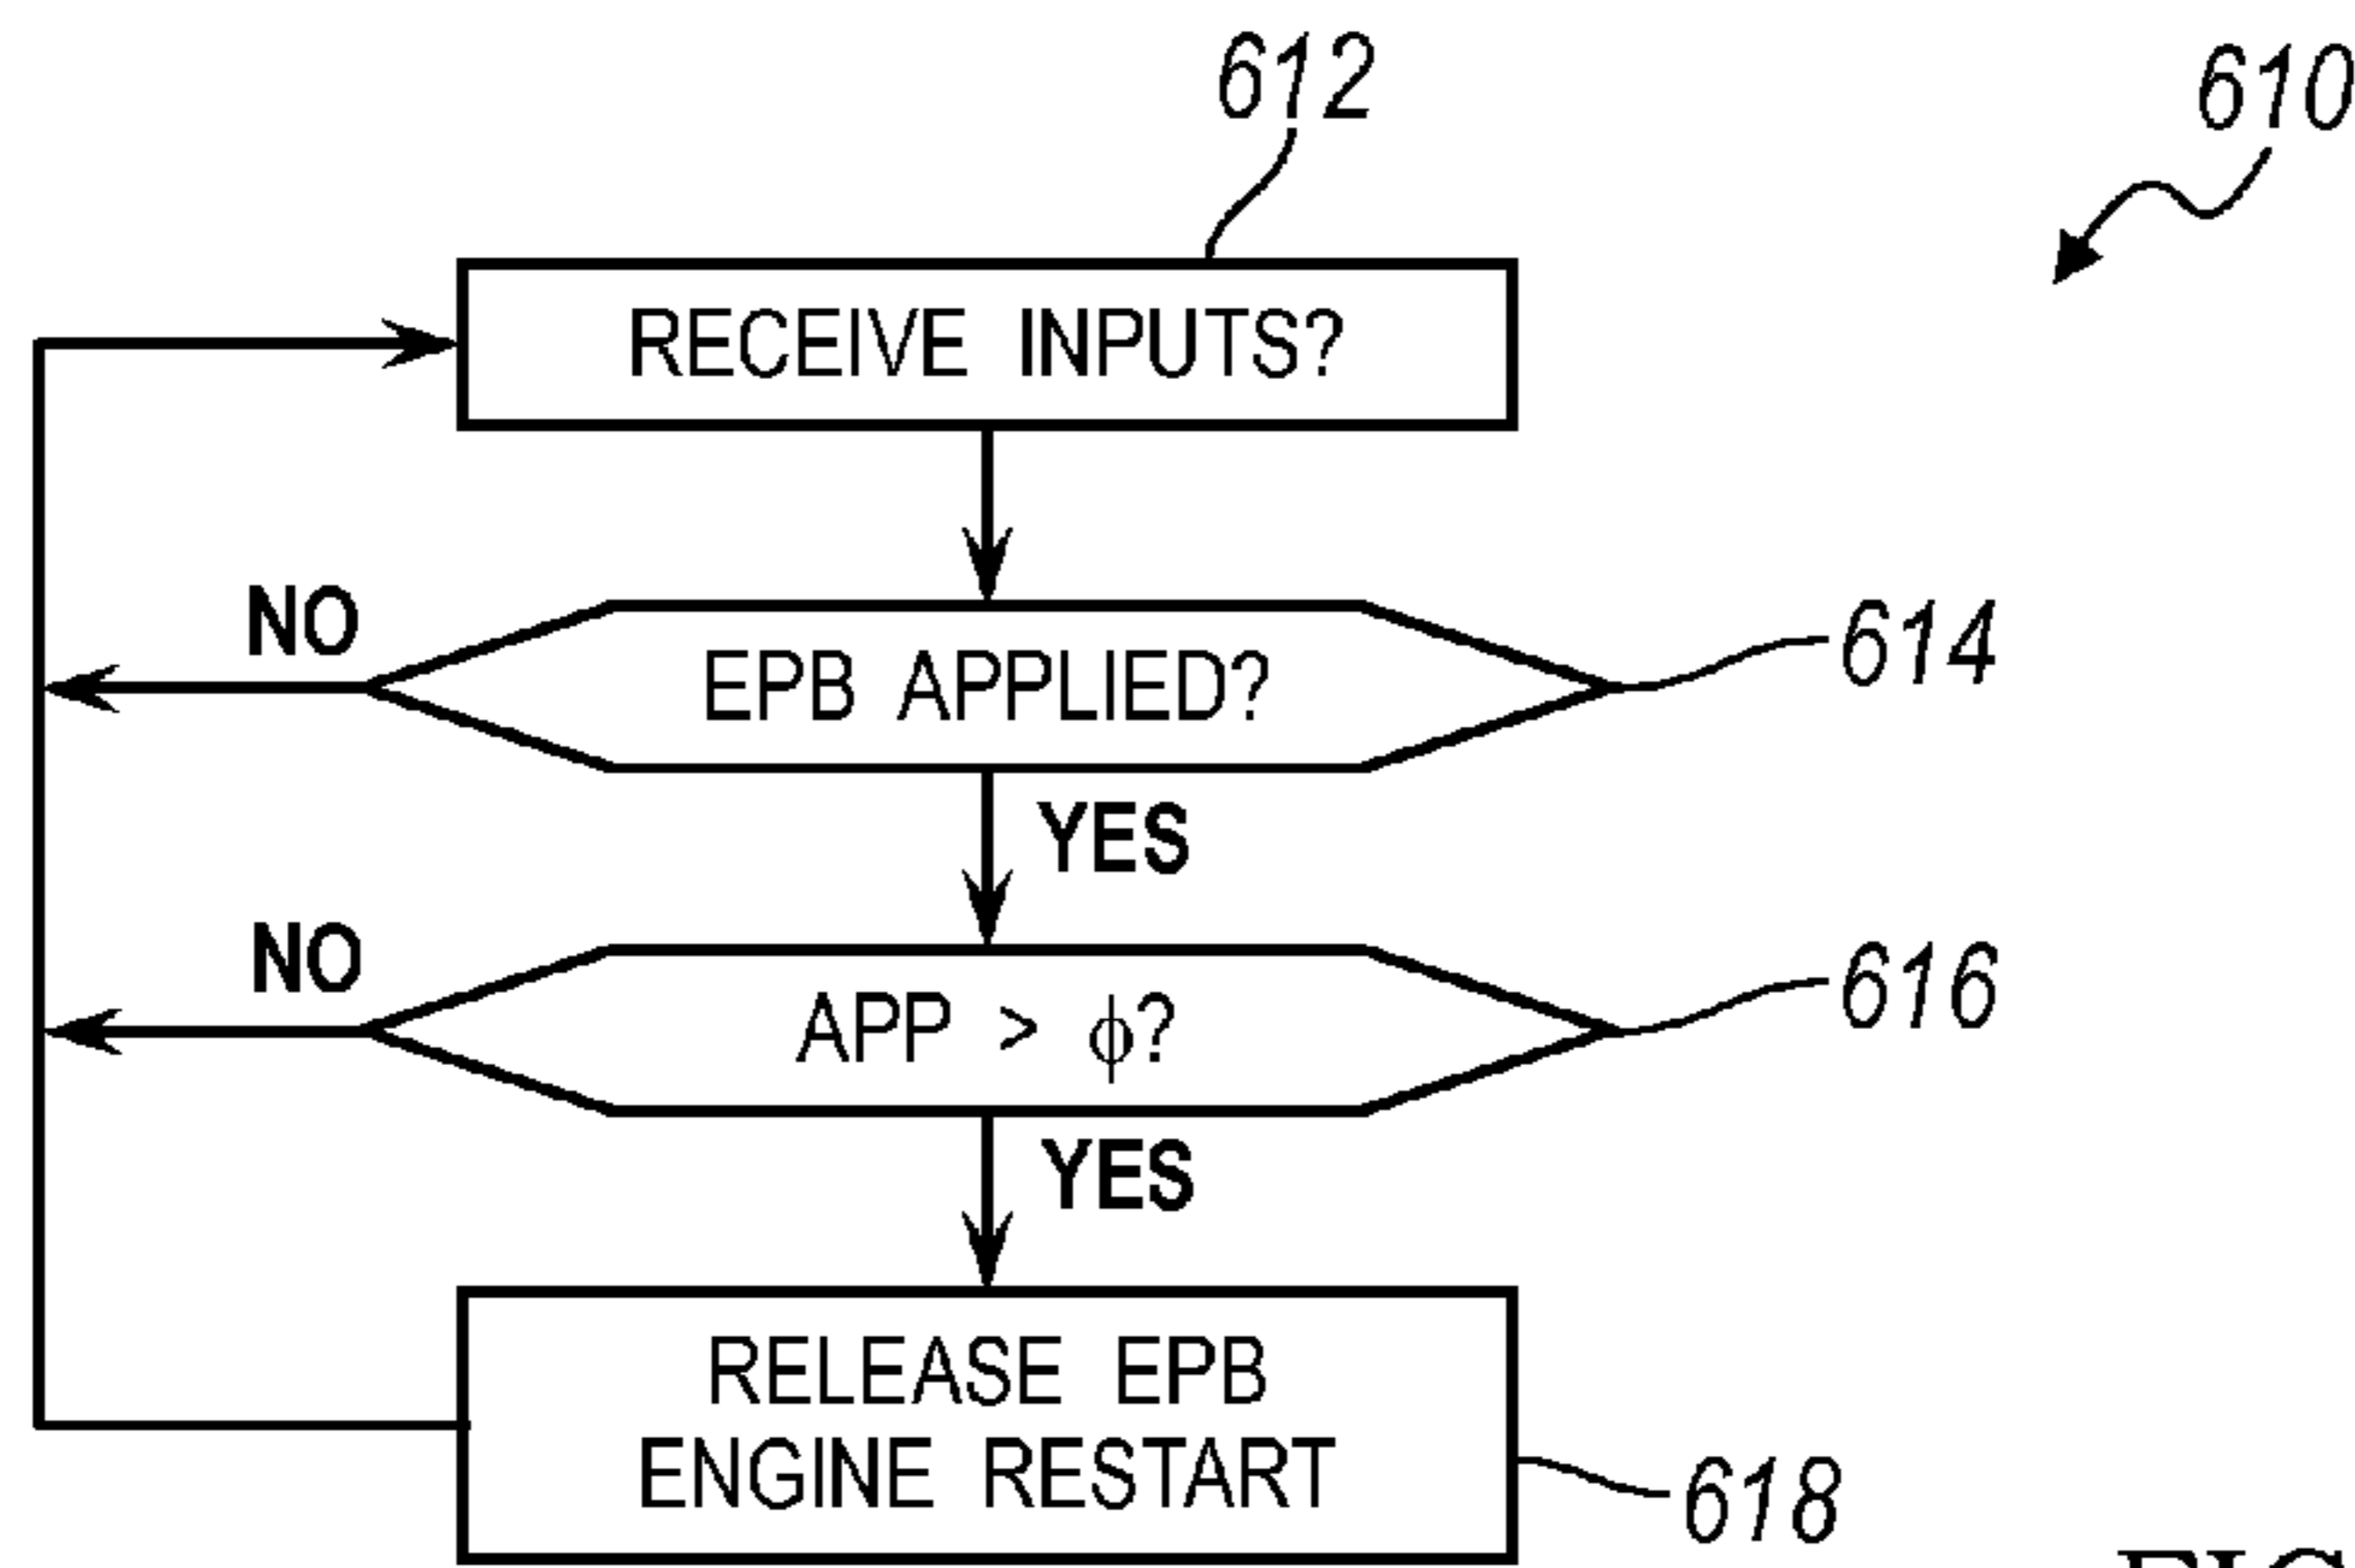 612
610
RECEIVE INPUTS?
NO
EPB APPLIED?
614
YES
NO
APP > ϕ?
616
YES
RELEASE EPB
ENGINE RESTART
618